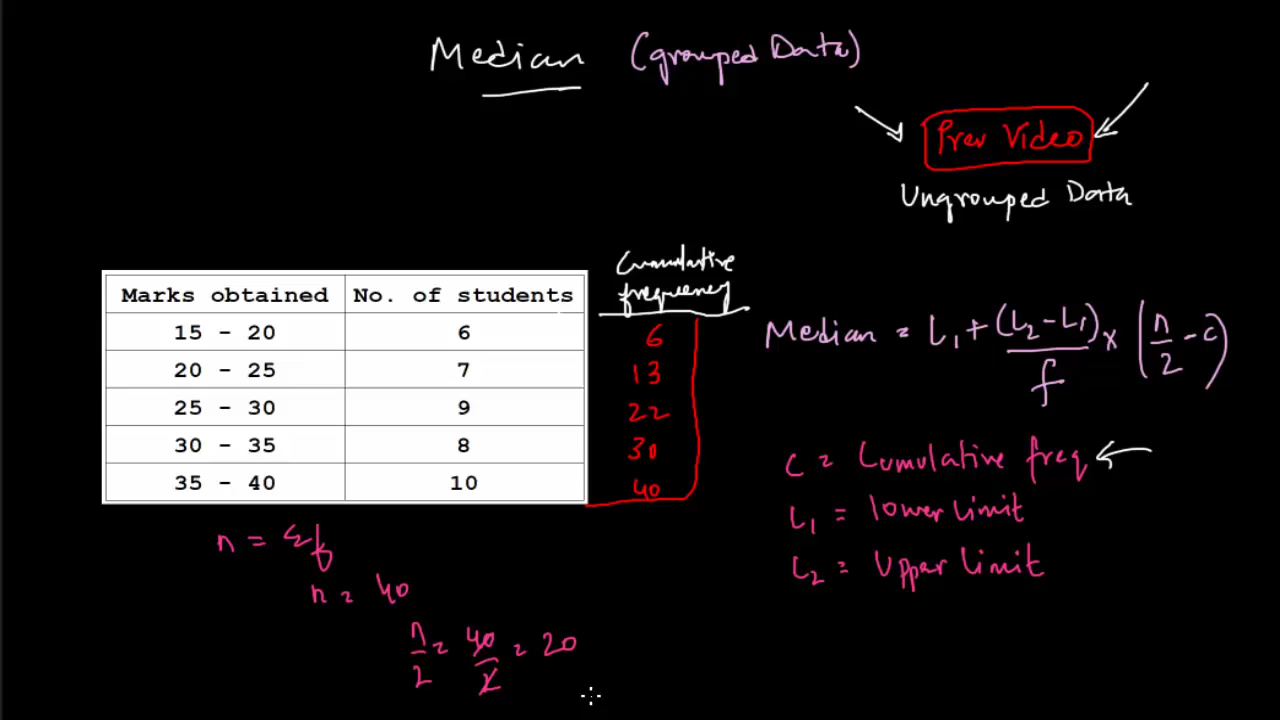 Median (grouped Data)
Prev Video
Ungrouped Data
Cumulative
frequency
Marks obtained No. of students
15 - 20 6 6
20 - 25 7 13
25 - 30 9 22
30 - 35 8 30
35 - 40 10 40
Median = L₁ + (L₂ - L₁)/f × (n/2 - c)
c = Cumulative freq
L₁ = lower limit
L₂ = Upper limit
n = Σf
n = 40
n/2 = 40/2 = 20